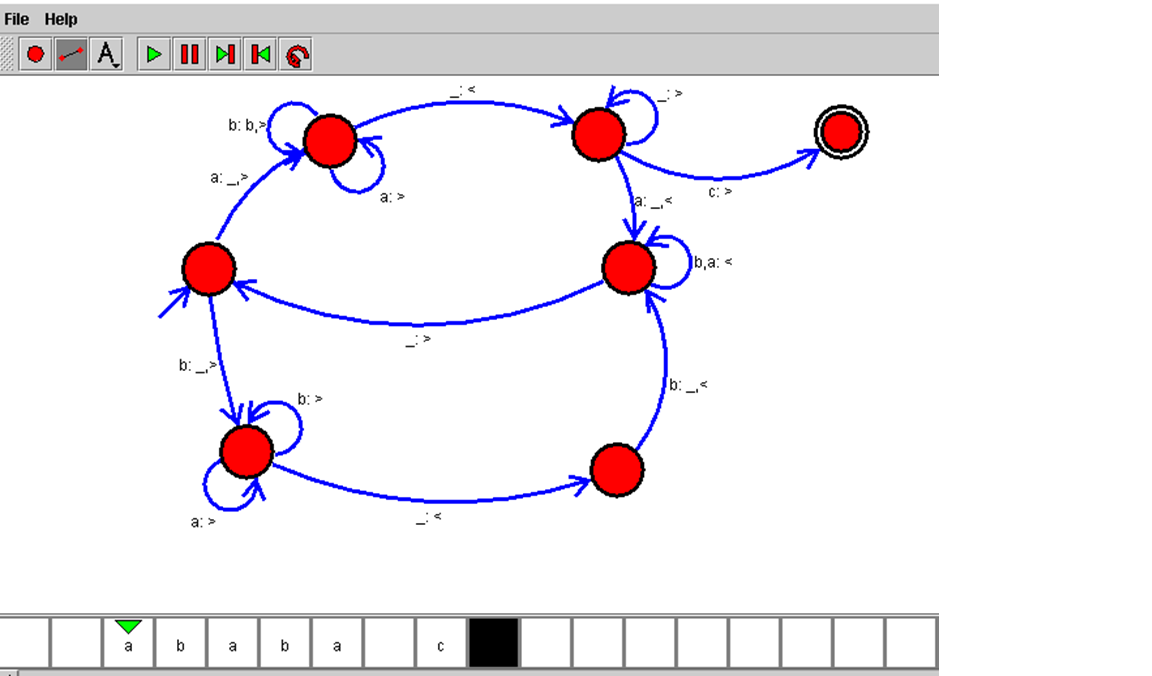 File Help
A
_: <
_: >
b: b,>
a: _,>
a: >
c: >
a: _,<
b,a: <
_: >
b: _,>
b: _,<
b: >
a: >
_: <
a b a b a c